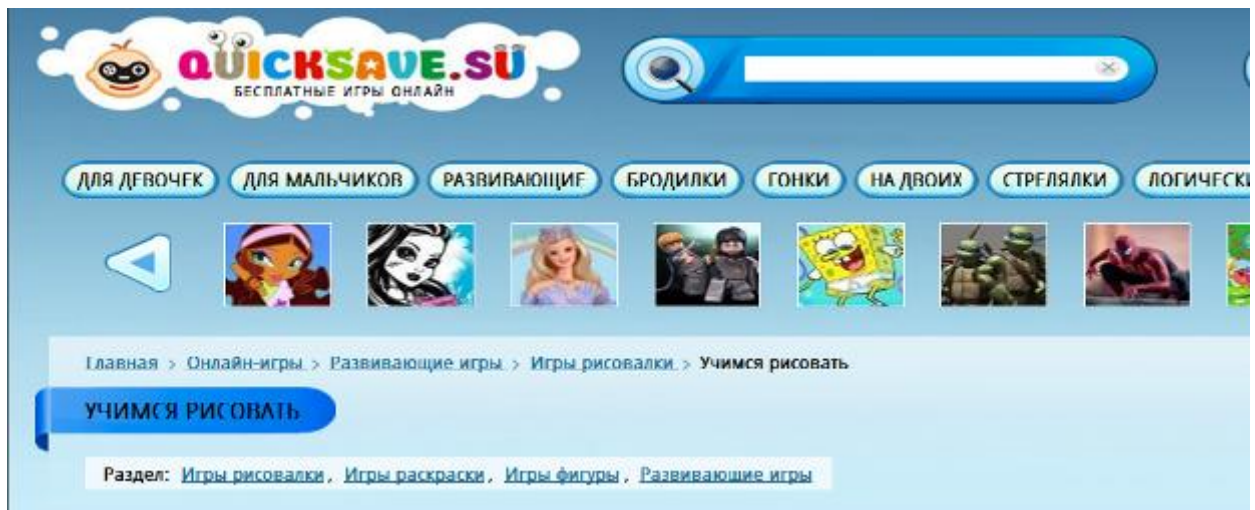 QUICKSAVE.SU
БЕСПЛАТНЫЕ ИГРЫ ОНЛАЙН
ДЛЯ ДЕВОЧЕК ДЛЯ МАЛЬЧИКОВ РАЗВИВАЮЩИЕ БРОДИЛКИ ГОНКИ НА ДВОИХ СТРЕЛЯЛКИ ЛОГИЧЕСКИ
Главная > Онлайн-игры > Развивающие игры > Игры рисовалки > Учимся рисовать
УЧИМСЯ РИСОВАТЬ
Раздел: Игры рисовалки, Игры раскраски, Игры фигуры, Развивающие игры